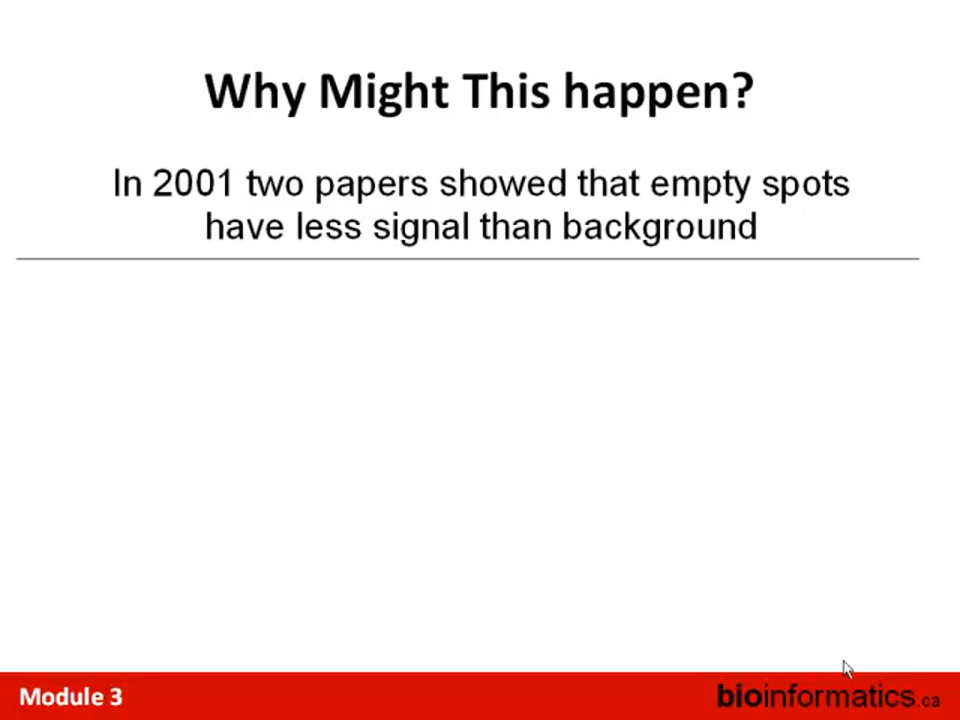 Why Might This happen?
In 2001 two papers showed that empty spots
have less signal than background
Module 3
bioinformatics.ca